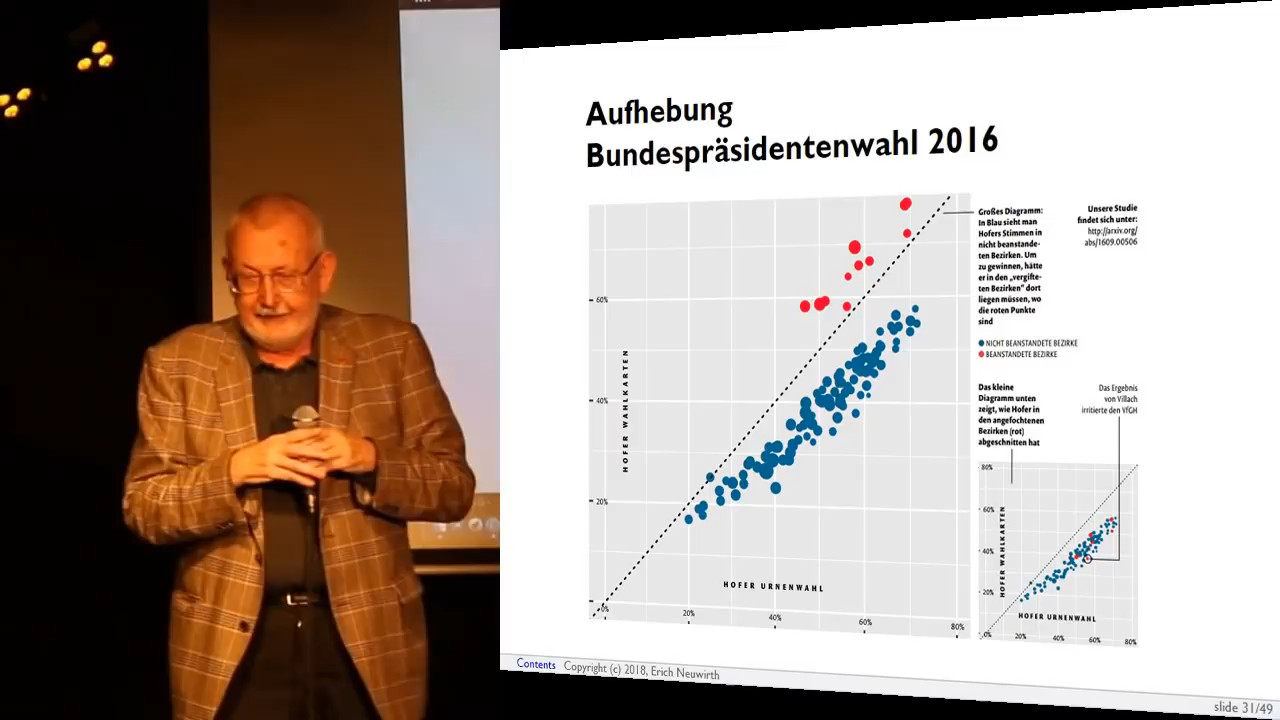 Aufhebung
Bundespräsidentenwahl 2016
Großes Diagramm:
In Blau sieht man
Hofers Stimmen in
nicht beanstande-
ten Bezirken. Um
zu gewinnen, hätte
er in den „vergifte-
ten Bezirken" dort
liegen müssen, wo
die roten Punkte
sind
Unsere Studie
findet sich unter:
http://arxiv.org/
abs/1609.00506
NICHT BEANSTANDETE BEZIRKE
BEANSTANDETE BEZIRKE
60%
40%
20%
0%
HOFER WAHLKARTEN
HOFER URNENWAHL
20%
40%
60%
80%
Das kleine
Diagramm unten
zeigt, wie Hofer in
den angefochtenen
Bezirken (rot)
abgeschnitten hat
Das Ergebnis
von Villach
irritierte den VfGH
80%
60%
40%
20%
0%
HOFER WAHLKARTEN
HOFER URNENWAHL
20%
40%
60%
80%
Contents Copyright (c) 2018, Erich Neuwirth
slide 31/49